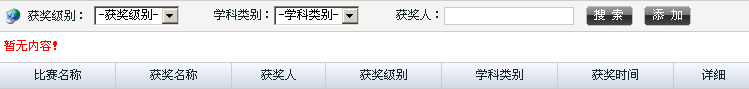 获奖级别： -获奖级别- 学科类别： -学科类别- 获奖人： 搜 索 添 加
暂无内容！
比赛名称 获奖名称 获奖人 获奖级别 学科类别 获奖时间 详细